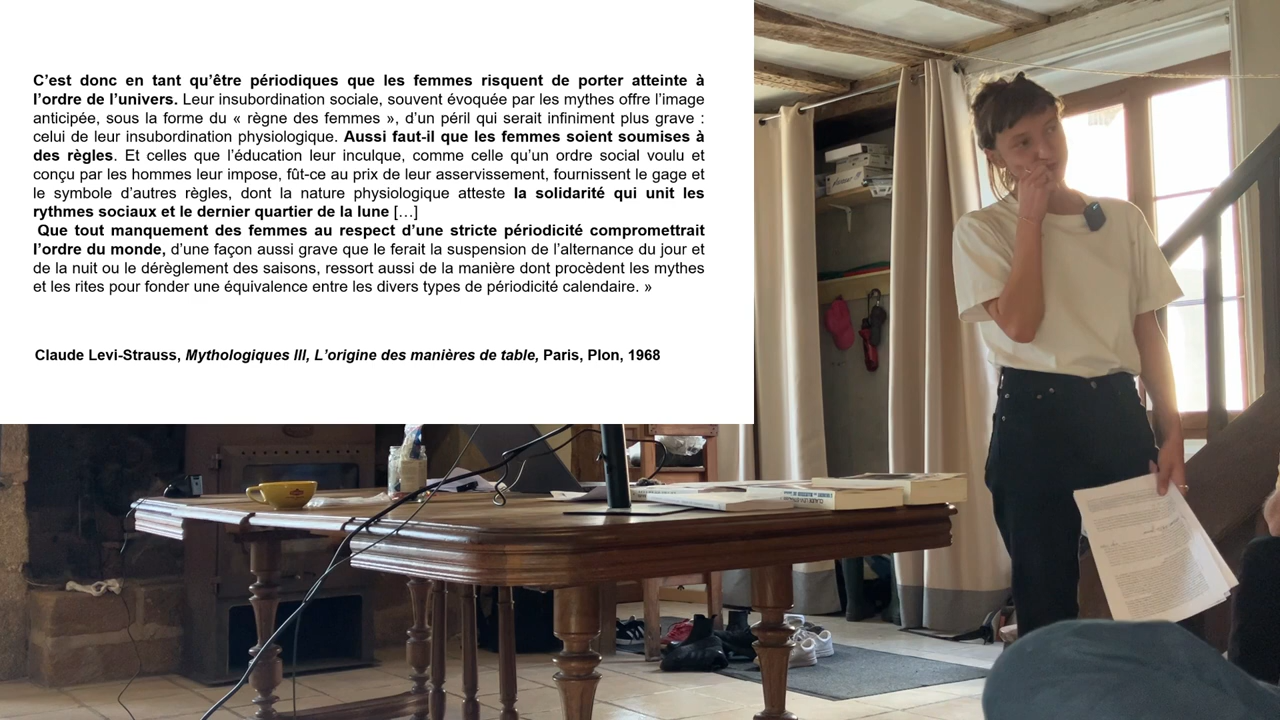 C’est donc en tant qu’être périodiques que les femmes risquent de porter atteinte à
l’ordre de l’univers. Leur insubordination sociale, souvent évoquée par les mythes offre l’image
anticipée, sous la forme du « règne des femmes », d’un péril qui serait infiniment plus grave :
celui de leur insubordination physiologique. Aussi faut-il que les femmes soient soumises à
des règles. Et celles que l’éducation leur inculque, comme celle qu’un ordre social voulu et
conçu par les hommes leur impose, fût-ce au prix de leur asservissement, fournissent le gage et
le symbole d’autres règles, dont la nature physiologique atteste la solidarité qui unit les
rythmes sociaux et le dernier quartier de la lune […]
Que tout manquement des femmes au respect d’une stricte périodicité compromettrait
l’ordre du monde, d’une façon aussi grave que le ferait la suspension de l’alternance du jour et
de la nuit ou le dérèglement des saisons, ressort aussi de la manière dont procèdent les mythes
et les rites pour fonder une équivalence entre les divers types de périodicité calendaire. »
Claude Levi-Strauss, Mythologiques III, L’origine des manières de table, Paris, Plon, 1968